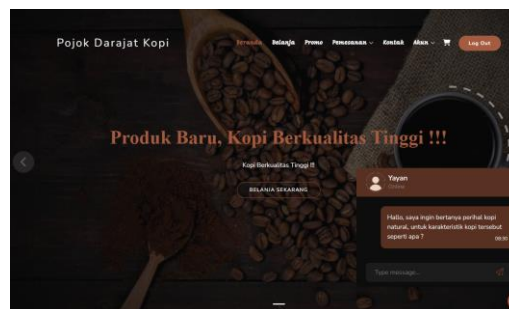 Pojok Darajat Kopi
Beranda Belanja Promo Pemesanan Kontak Akun Log Out
Produk Baru, Kopi Berkualitas Tinggi !!!
Kopi Berkualitas Tinggi !!
BELANJA SEKARANG
Yayan
Online
Hallo, saya ingin bertanya perihal kopi
natural, untuk karakteristik kopi tersebut
seperti apa ?
Type message...